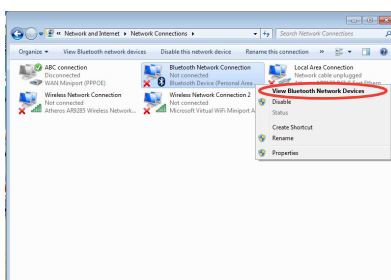 Network and Internet ▸ Network Connections ▸
Search Network Connections
Organize
View Bluetooth network devices
Disable this network device
Rename this connection
»
ABC connection
Disconnected
WAN Miniport (PPPOE)
Bluetooth Network Connection
Not connected
Bluetooth Device (Personal Area
Local Area Connection
Network cable unplugged
Wireless Network Connection
Not connected
Atheros AR9285 Wireless Network...
Wireless Network Connection 2
Not connected
Microsoft Virtual WiFi Miniport A
View Bluetooth Network Devices
Disable
Status
Create Shortcut
Rename
Properties